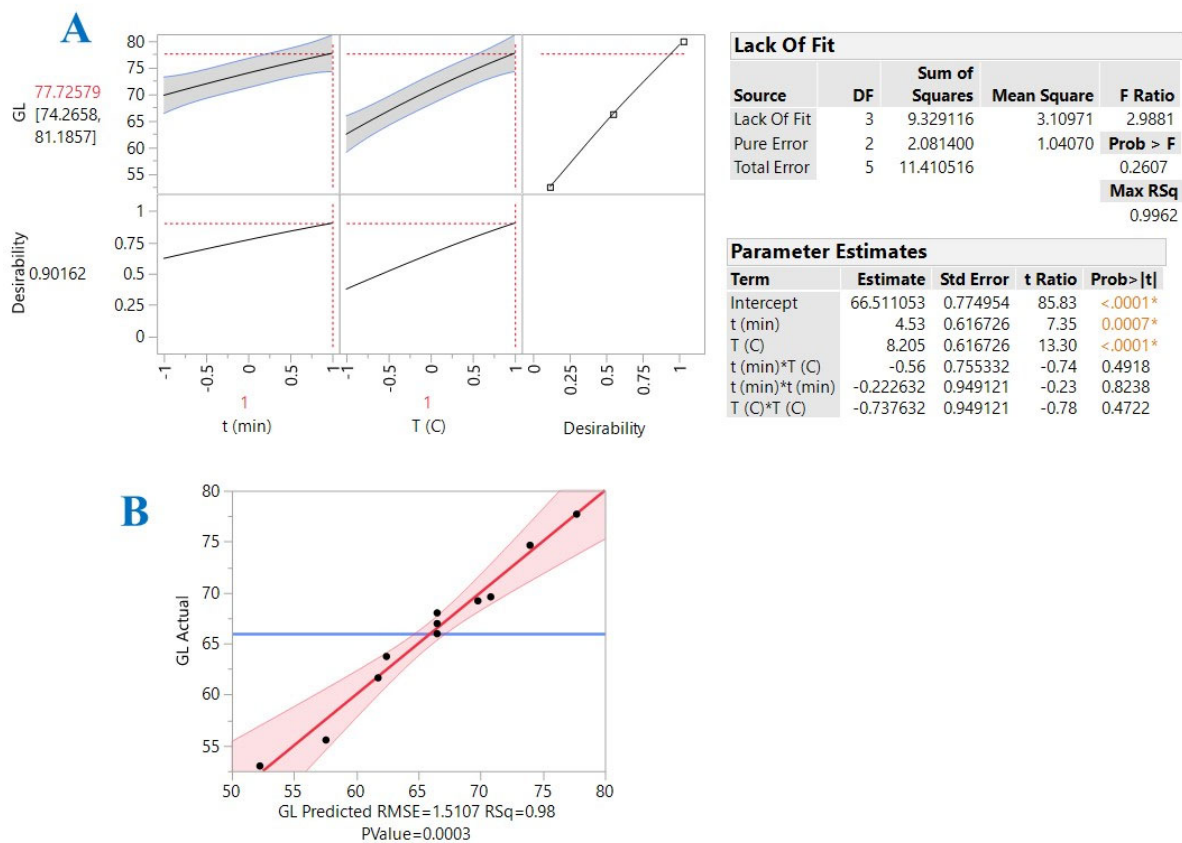 A
GL
77.72579
[74.2658,
81.1857]
80
75
70
65
60
55
Desirability
0.90162
1
0.75
0.5
0.25
0
-1
-0.5
0
0.5
1
1
t (min)
-1
-0.5
0
0.5
1
1
T (C)
0
0.25
0.5
0.75
1
Desirability
Lack Of Fit
Source DF Sum of Squares Mean Square F Ratio
Lack Of Fit 3 9.329116 3.10971 2.9881
Pure Error 2 2.081400 1.04070 Prob > F
Total Error 5 11.410516 0.2607
Max RSq
0.9962
Parameter Estimates
Term Estimate Std Error t Ratio Prob>|t|
Intercept 66.511053 0.774954 85.83 <.0001*
t (min) 4.53 0.616726 7.35 0.0007*
T (C) 8.205 0.616726 13.30 <.0001*
t (min)*T (C) -0.56 0.755332 -0.74 0.4918
t (min)*t (min) -0.222632 0.949121 -0.23 0.8238
T (C)*T (C) -0.737632 0.949121 -0.78 0.4722
B
GL Actual
80
75
70
65
60
55
50 55 60 65 70 75 80
GL Predicted RMSE=1.5107 RSq=0.98
PValue=0.0003